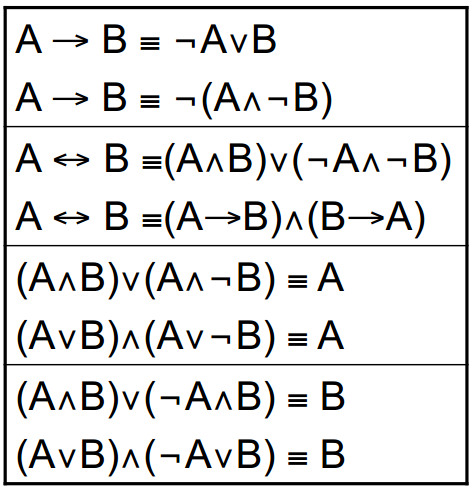 A → B ≡ ¬A∨B
A → B ≡ ¬(A∧¬B)
A ↔ B ≡(A∧B)∨(¬A∧¬B)
A ↔ B ≡(A→B)∧(B→A)
(A∧B)∨(A∧¬B) ≡ A
(A∨B)∧(A∨¬B) ≡ A
(A∧B)∨(¬A∧B) ≡ B
(A∨B)∧(¬A∨B) ≡ B